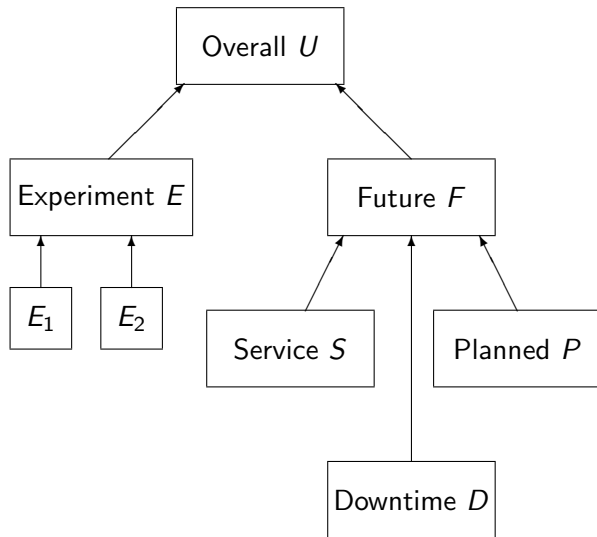 Overall U
Experiment E
Future F
E₁
E₂
Service S
Planned P
Downtime D